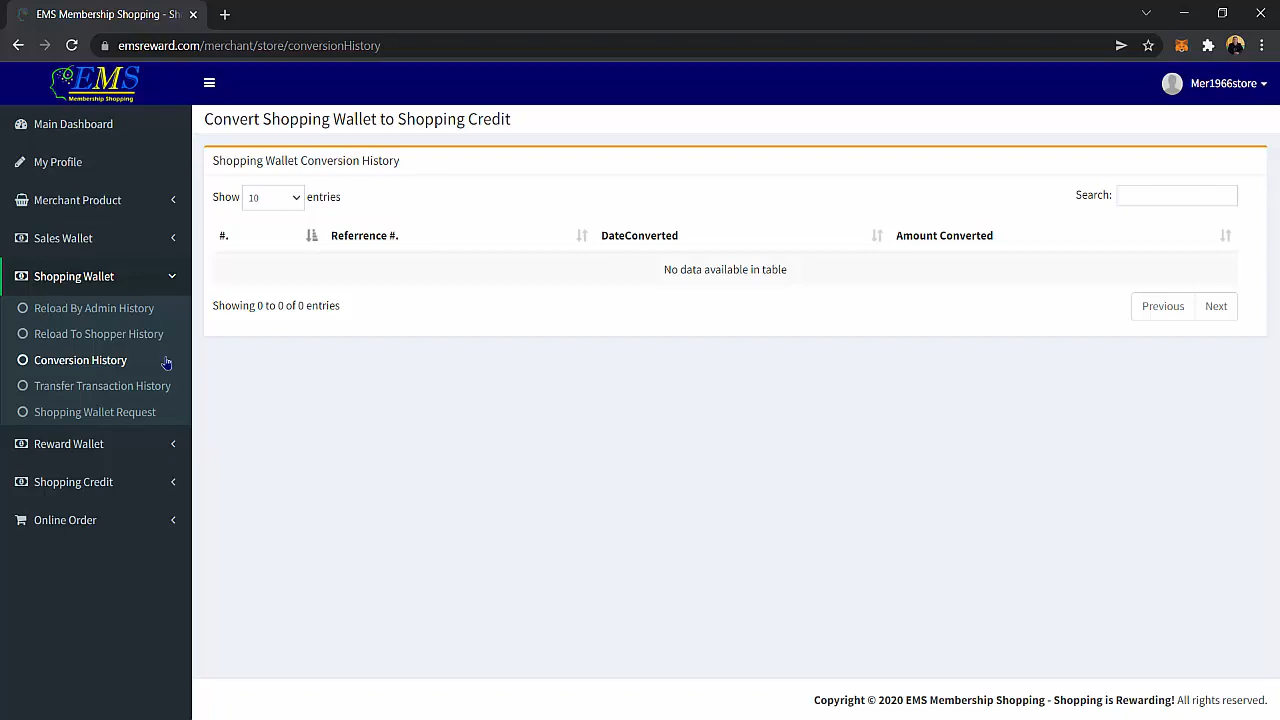 EMS Membership Shopping - Sh
emsreward.com/merchant/store/conversionHistory
EMS
Membership Shopping
Mer1966store
Main Dashboard
My Profile
Merchant Product
Sales Wallet
Shopping Wallet
Reload By Admin History
Reload To Shopper History
Conversion History
Transfer Transaction History
Shopping Wallet Request
Reward Wallet
Shopping Credit
Online Order
Convert Shopping Wallet to Shopping Credit
Shopping Wallet Conversion History
Show 10 entries Search:
#. Referrence #. DateConverted Amount Converted
No data available in table
Showing 0 to 0 of 0 entries Previous Next
Copyright © 2020 EMS Membership Shopping - Shopping is Rewarding! All rights reserved.